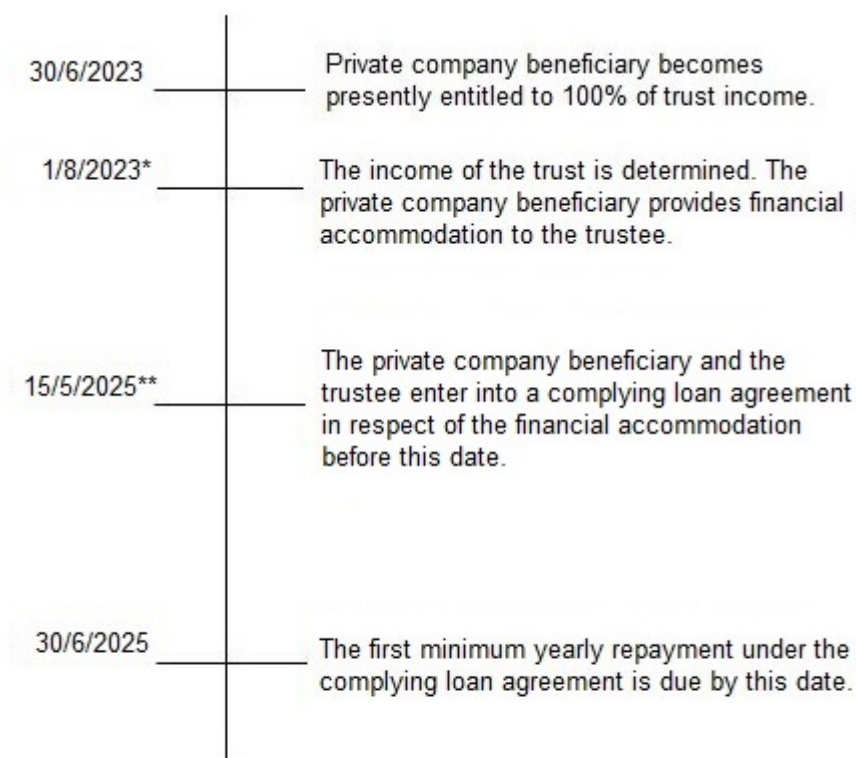 30/6/2023
Private company beneficiary becomes
presently entitled to 100% of trust income.
1/8/2023*
The income of the trust is determined. The
private company beneficiary provides financial
accommodation to the trustee.
15/5/2025**
The private company beneficiary and the
trustee enter into a complying loan agreement
in respect of the financial accommodation
before this date.
30/6/2025
The first minimum yearly repayment under the
complying loan agreement is due by this date.